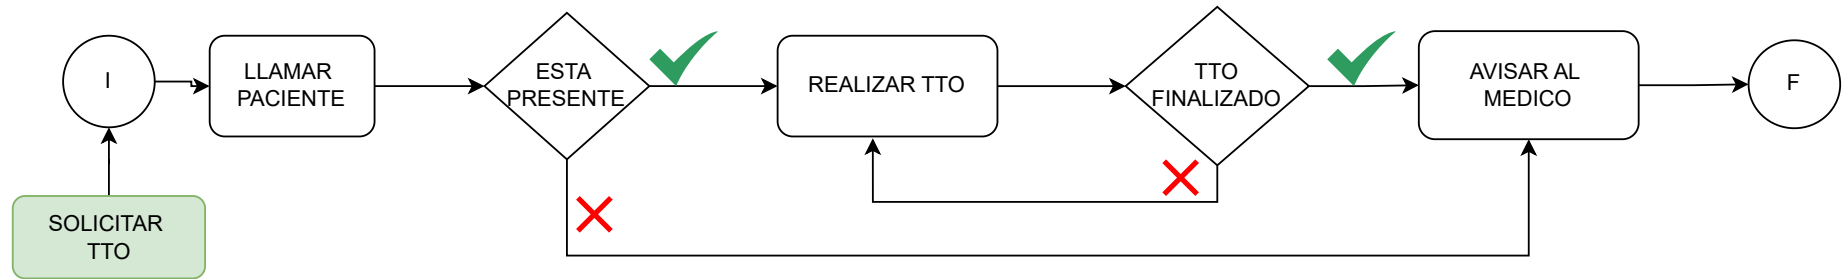 I
LLAMAR
PACIENTE
ESTA
PRESENTE
REALIZAR TTO
TTO
FINALIZADO
AVISAR AL
MEDICO
F
SOLICITAR
TTO